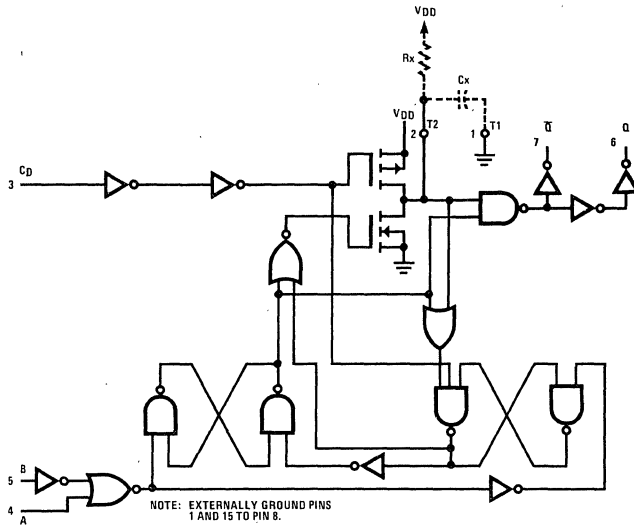 VDD
Rx
Cx
VDD
2 T2
1 T1
Q̅
7
Q
6
3 CD
5 B
4 A
NOTE: EXTERNALLY GROUND PINS
1 AND 15 TO PIN 8.